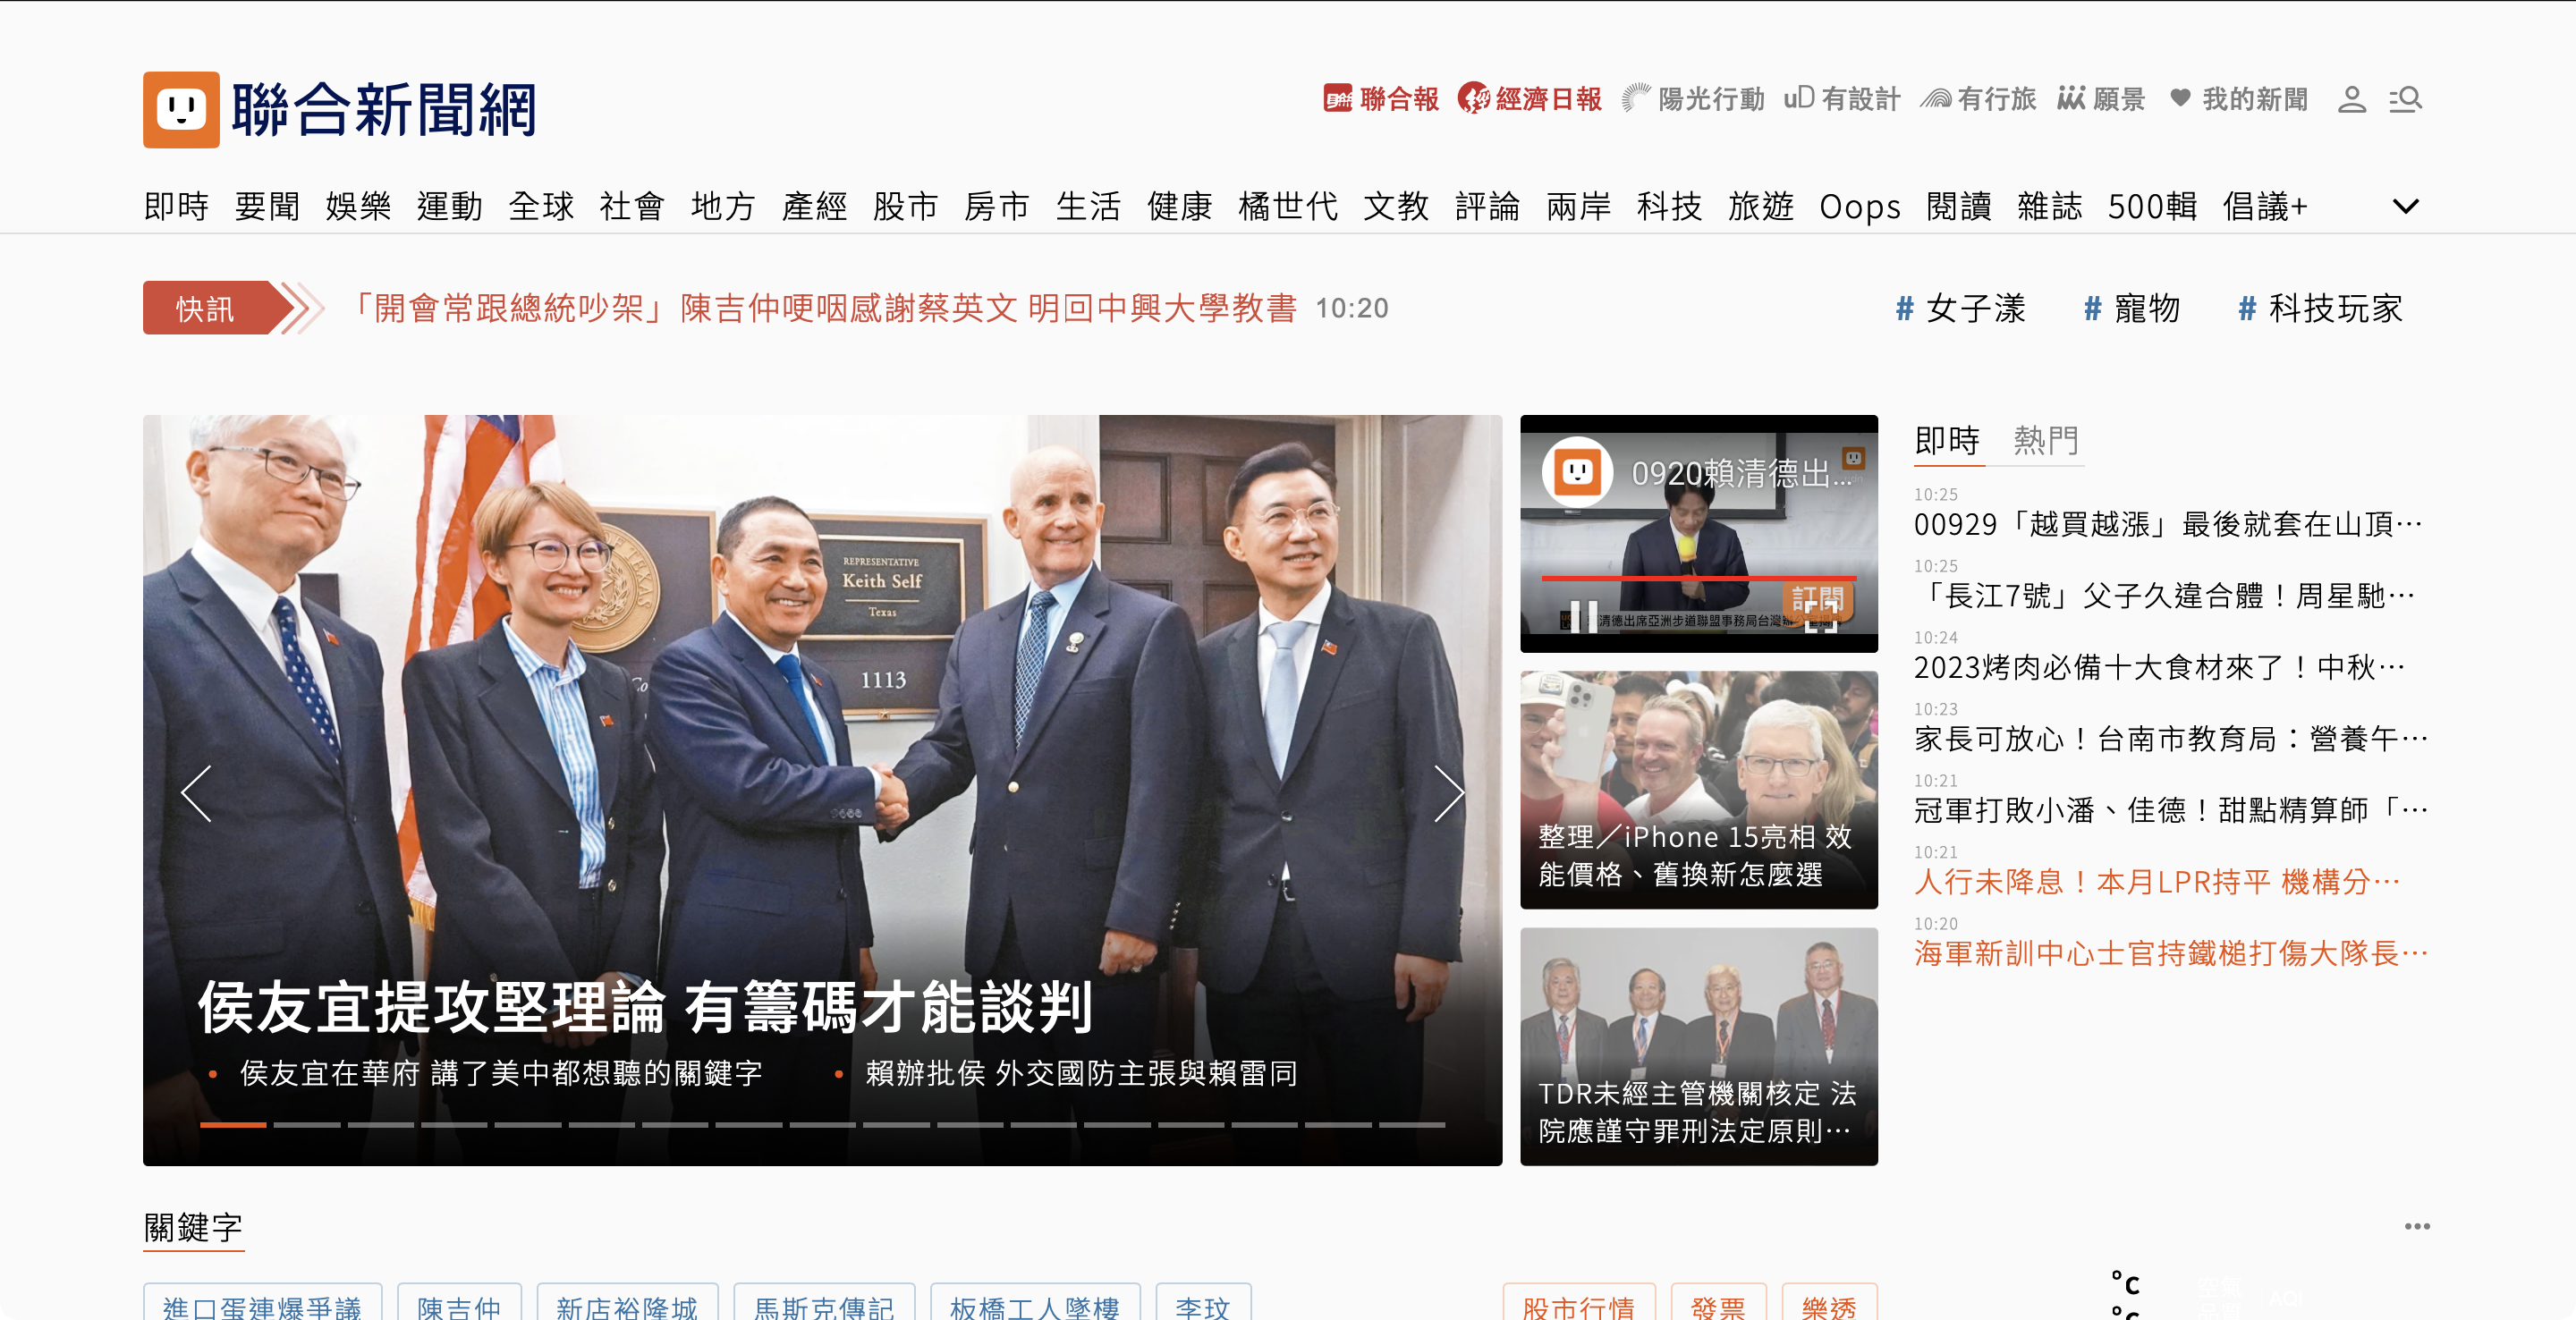 聯合新聞網
聯合報 經濟日報 陽光行動 uD有設計 有行旅 願景 我的新聞
即時 要聞 娛樂 運動 全球 社會 地方 產經 股市 房市 生活 健康 橘世代 文教 評論 兩岸 科技 旅遊 Oops 閱讀 雜誌 500輯 倡議+
快訊 「開會常跟總統吵架」陳吉仲哽咽感謝蔡英文 明回中興大學教書 10:20
# 女子漾 # 寵物 # 科技玩家
REPRESENTATIVE
Keith Self
Texas
1113
侯友宜提攻堅理論 有籌碼才能談判
侯友宜在華府 講了美中都想聽的關鍵字
賴辦批侯 外交國防主張與賴雷同
0920賴清德出...
訂閱
清德出席亞洲步道聯盟事務局台灣辦
整理／iPhone 15亮相 效
能價格、舊換新怎麼選
TDR未經主管機關核定 法
院應謹守罪刑法定原則…
即時 熱門
10:25
00929「越買越漲」最後就套在山頂…
10:25
「長江7號」父子久違合體！周星馳…
10:24
2023烤肉必備十大食材來了！中秋…
10:23
家長可放心！台南市教育局：營養午…
10:21
冠軍打敗小潘、佳德！甜點精算師「…
10:21
人行未降息！本月LPR持平 機構分…
10:20
海軍新訓中心士官持鐵槌打傷大隊長…
關鍵字
進口蛋連爆爭議 陳吉仲 新店裕隆城 馬斯克傳記 板橋工人墜樓 李玟
股市行情 發票 樂透
°C